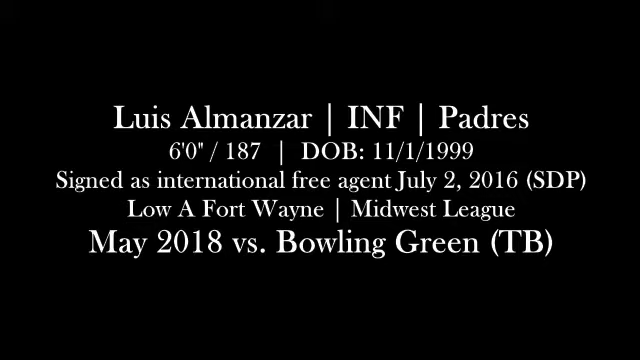 Luis Almanzar | INF | Padres
6'0" / 187 | DOB: 11/1/1999
Signed as international free agent July 2, 2016 (SDP)
Low A Fort Wayne | Midwest League
May 2018 vs. Bowling Green (TB)